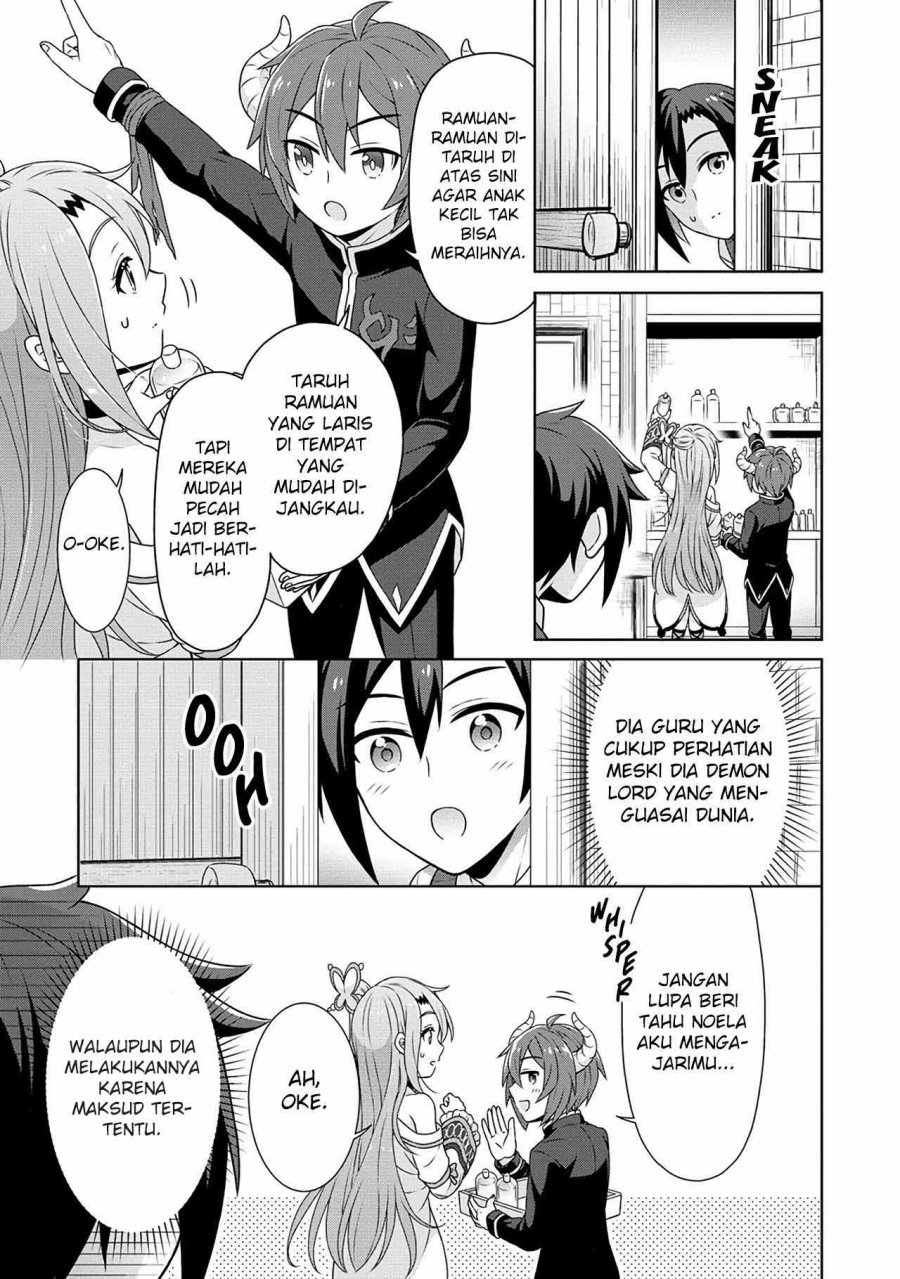 SNEAK
RAMUAN-
RAMUAN DI-
TARUH DI
ATAS SINI
AGAR ANAK
KECIL TAK
BISA
MERAIHNYA.
TARUH
RAMUAN
YANG LARIS
DI TEMPAT
YANG
MUDAH DI-
JANGKAU.
TAPI
MEREKA
MUDAH
PECAH
JADI BER-
HATI-HATI-
LAH.
O-OKE.
DIA GURU YANG
CUKUP PERHATIAN
MESKI DIA DEMON
LORD YANG MEN-
GUASAI DUNIA.
OOH
WHISPER
JANGAN
LUPA BERI
TAHU NOELA
AKU MENGA-
JARIMU...
AH,
OKE.
WALAUPUN DIA
MELAKUKANNYA
KARENA
MAKSUD TER-
TENTU.